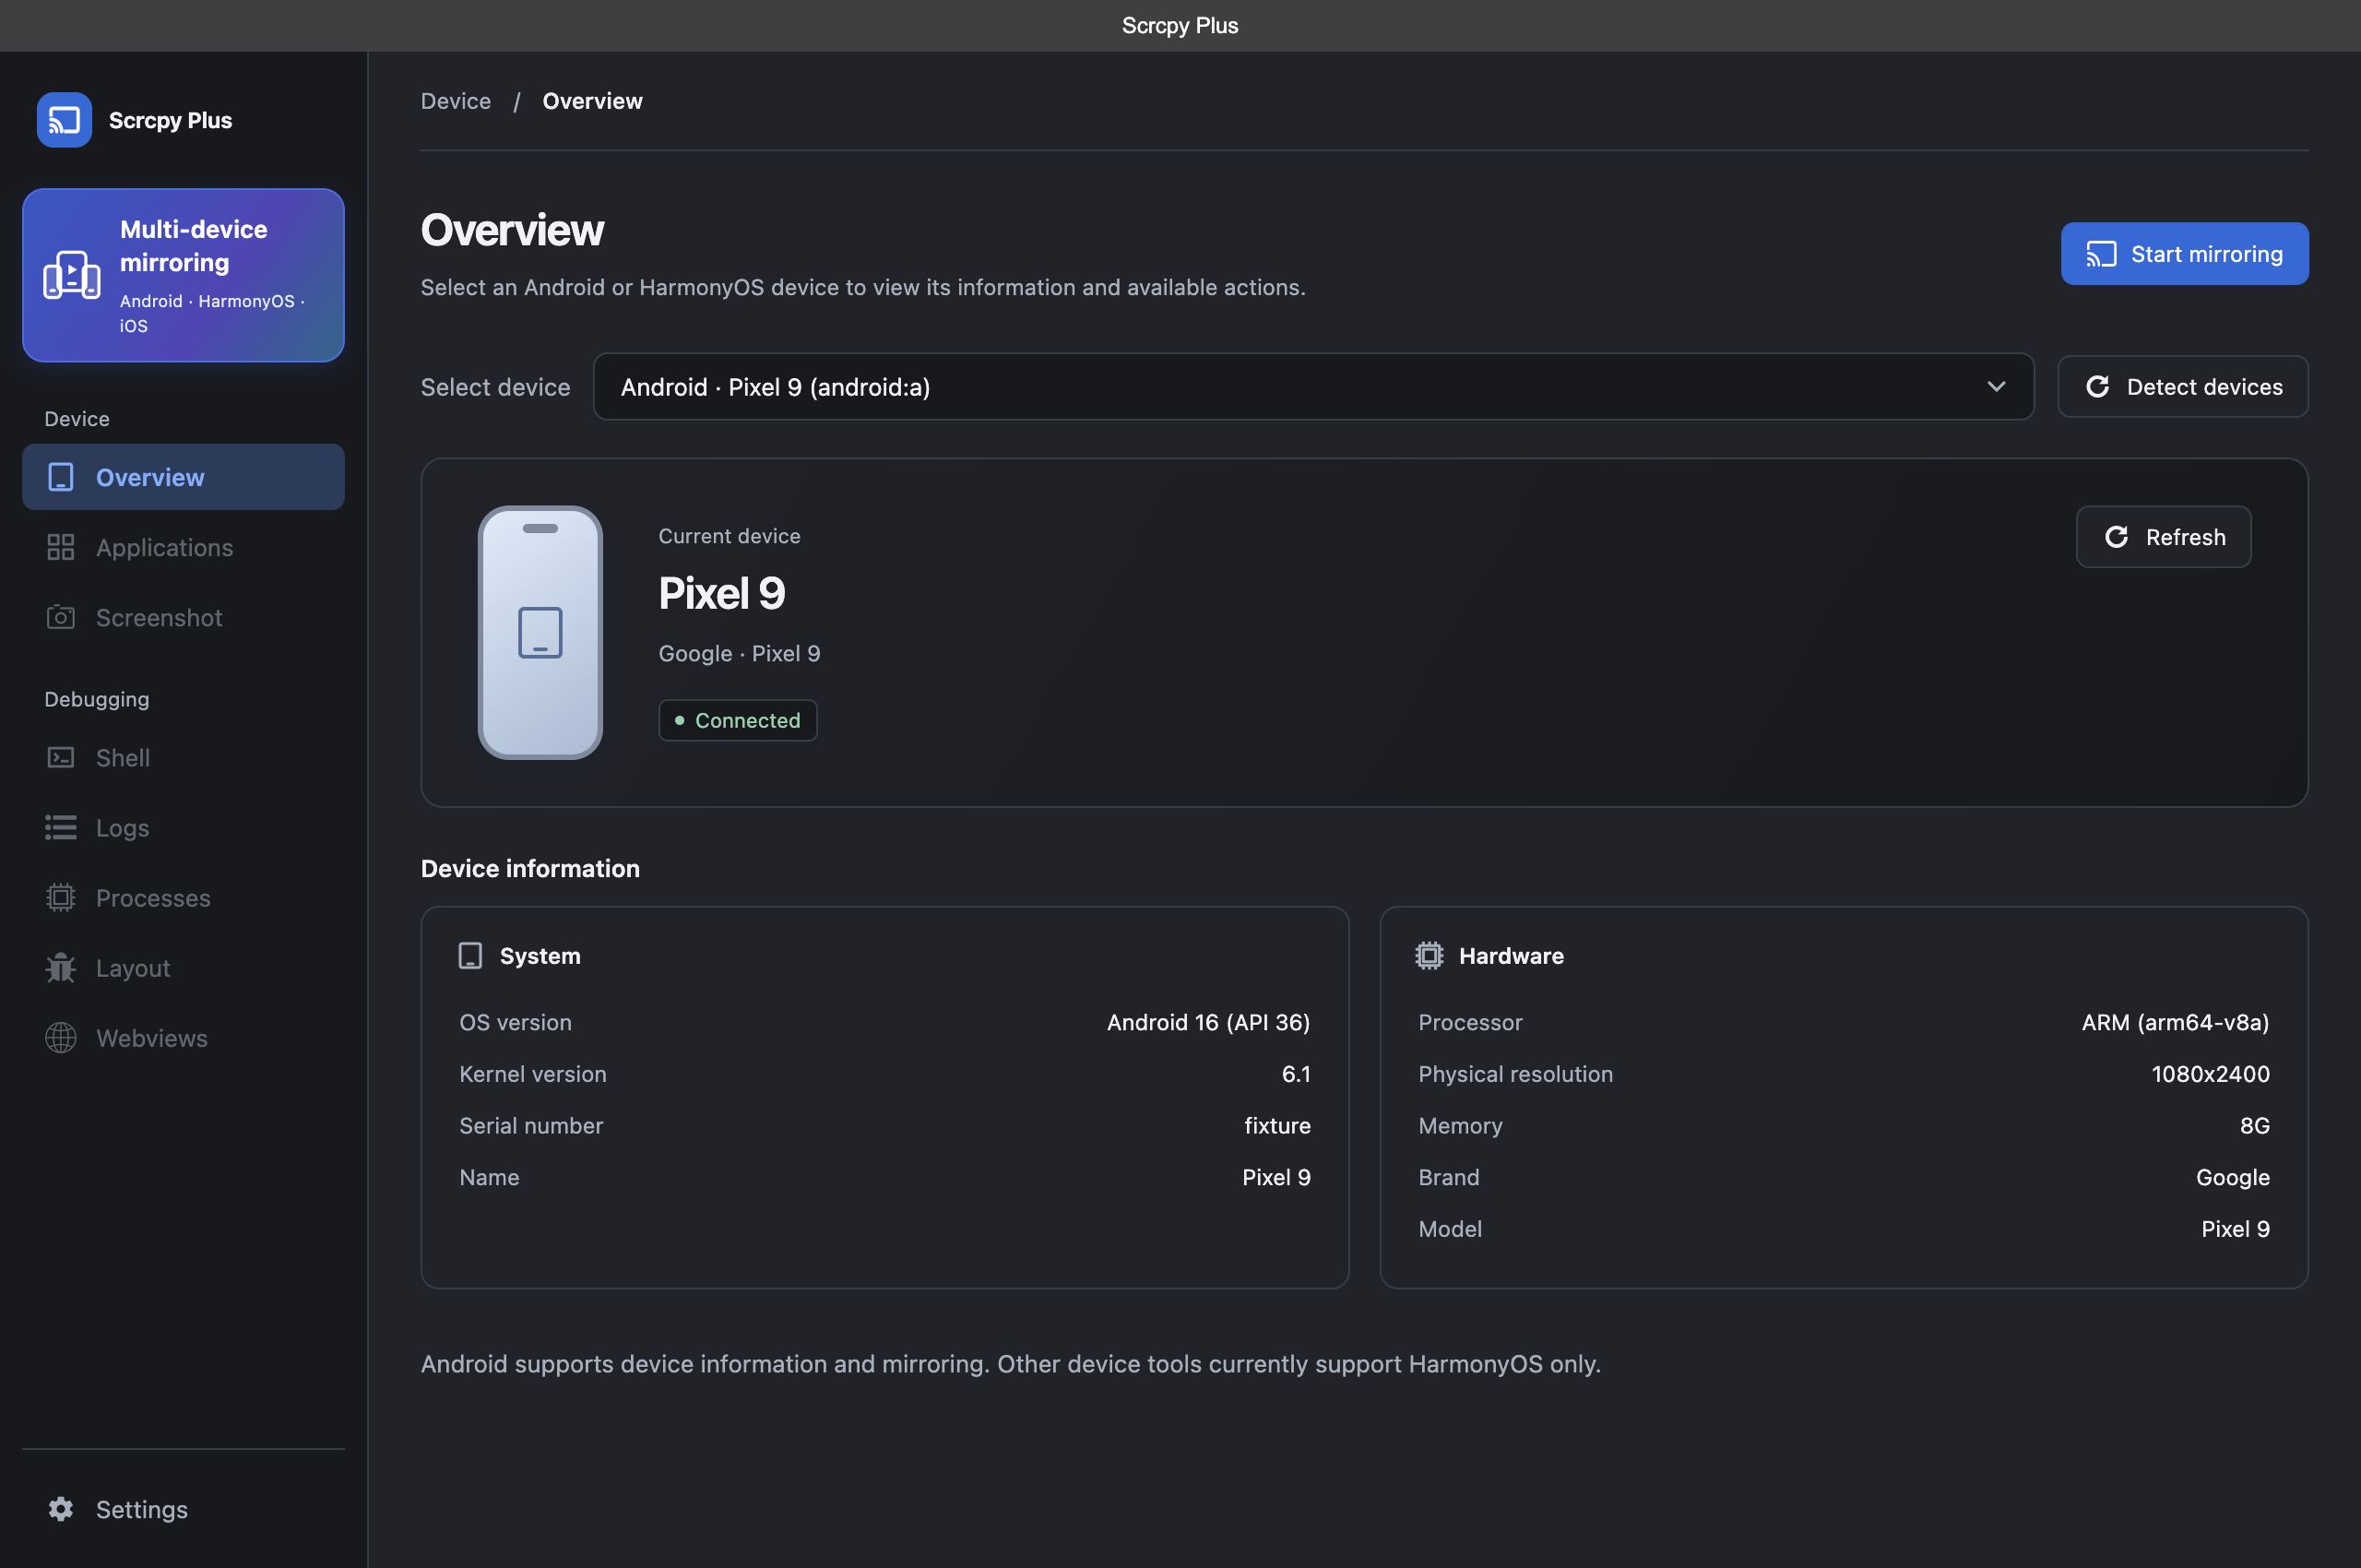 Scrcpy Plus
Scrcpy Plus
Multi-device
mirroring
Android · HarmonyOS ·
iOS
Device
Overview
Applications
Screenshot
Debugging
Shell
Logs
Processes
Layout
Webviews
Settings
Device / Overview
Overview
Select an Android or HarmonyOS device to view its information and available actions.
Start mirroring
Select device
Android · Pixel 9 (android:a)
Detect devices
Current device
Pixel 9
Google · Pixel 9
Connected
Refresh
Device information
System
OS version Android 16 (API 36)
Kernel version 6.1
Serial number fixture
Name Pixel 9
Hardware
Processor ARM (arm64-v8a)
Physical resolution 1080x2400
Memory 8G
Brand Google
Model Pixel 9
Android supports device information and mirroring. Other device tools currently support HarmonyOS only.